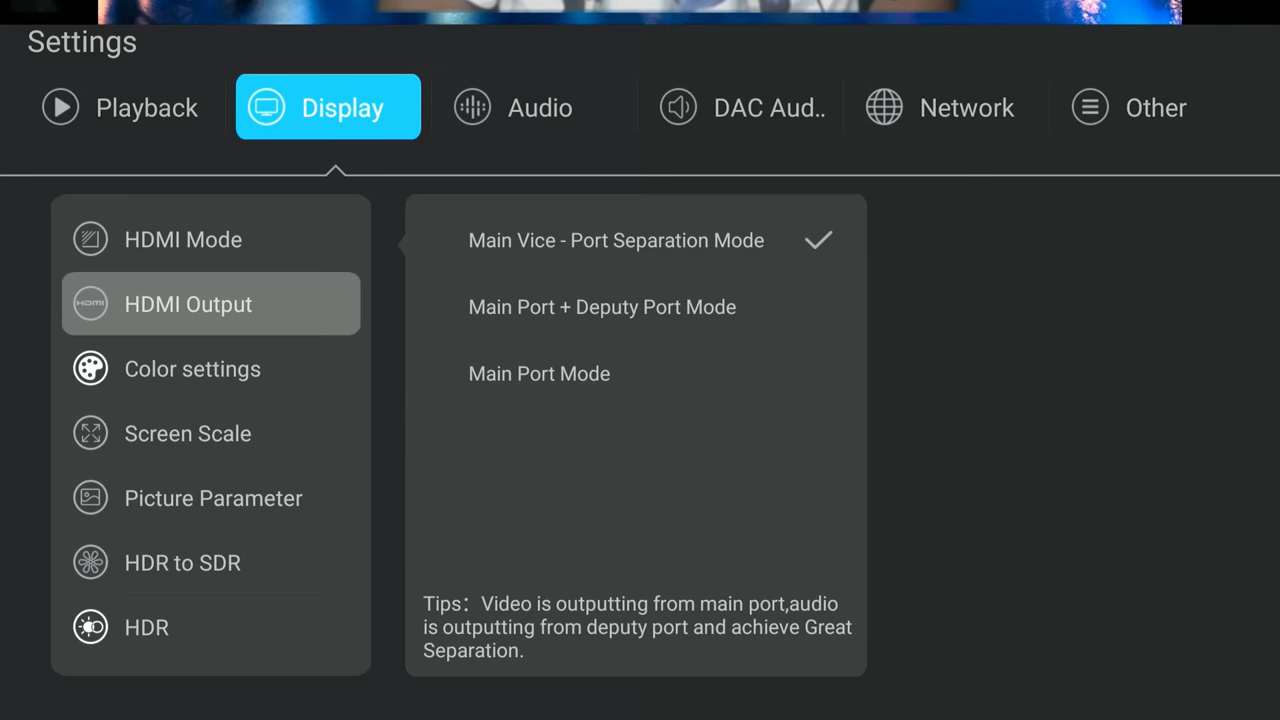 Settings
Playback
Display
Audio
DAC Aud..
Network
Other
HDMI Mode
HDMI
HDMI Output
Color settings
Screen Scale
Picture Parameter
HDR to SDR
HDR
Main Vice - Port Separation Mode
Main Port + Deputy Port Mode
Main Port Mode
Tips：Video is outputting from main port,audio
is outputting from deputy port and achieve Great
Separation.